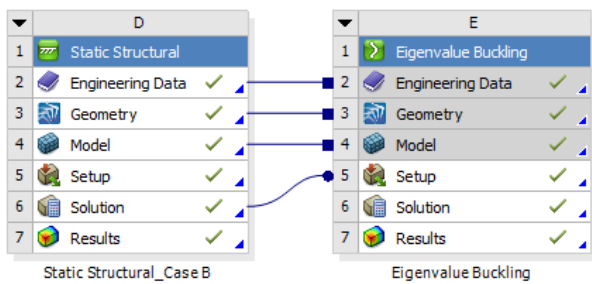 D
1 Static Structural
2 Engineering Data
3 Geometry
4 Model
5 Setup
6 Solution
7 Results
Static Structural_Case B
E
1 Eigenvalue Buckling
2 Engineering Data
3 Geometry
4 Model
5 Setup
6 Solution
7 Results
Eigenvalue Buckling